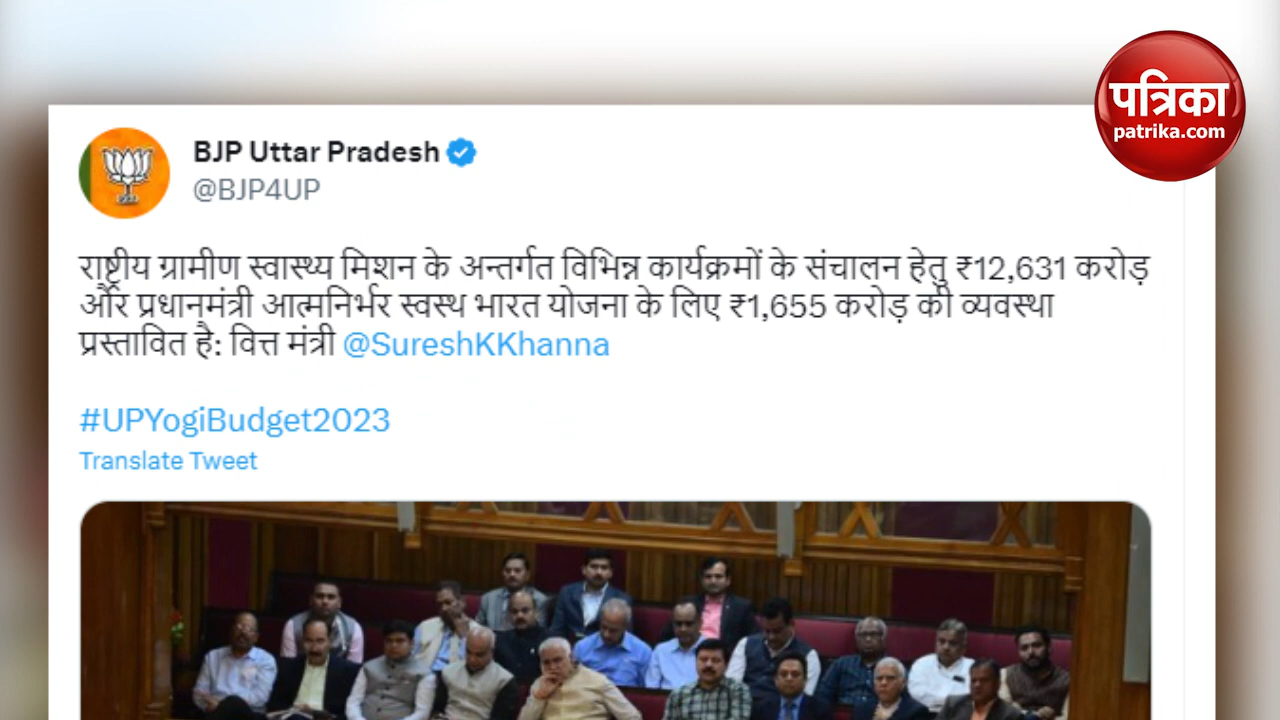 पत्रिका
patrika.com
BJP Uttar Pradesh
@BJP4UP
राष्ट्रीय ग्रामीण स्वास्थ्य मिशन के अन्तर्गत विभिन्न कार्यक्रमों के संचालन हेतु ₹12,631 करोड़
और प्रधानमंत्री आत्मनिर्भर स्वस्थ भारत योजना के लिए ₹1,655 करोड़ की व्यवस्था
प्रस्तावित है: वित्त मंत्री @SureshKKhanna
#UPYogiBudget2023
Translate Tweet